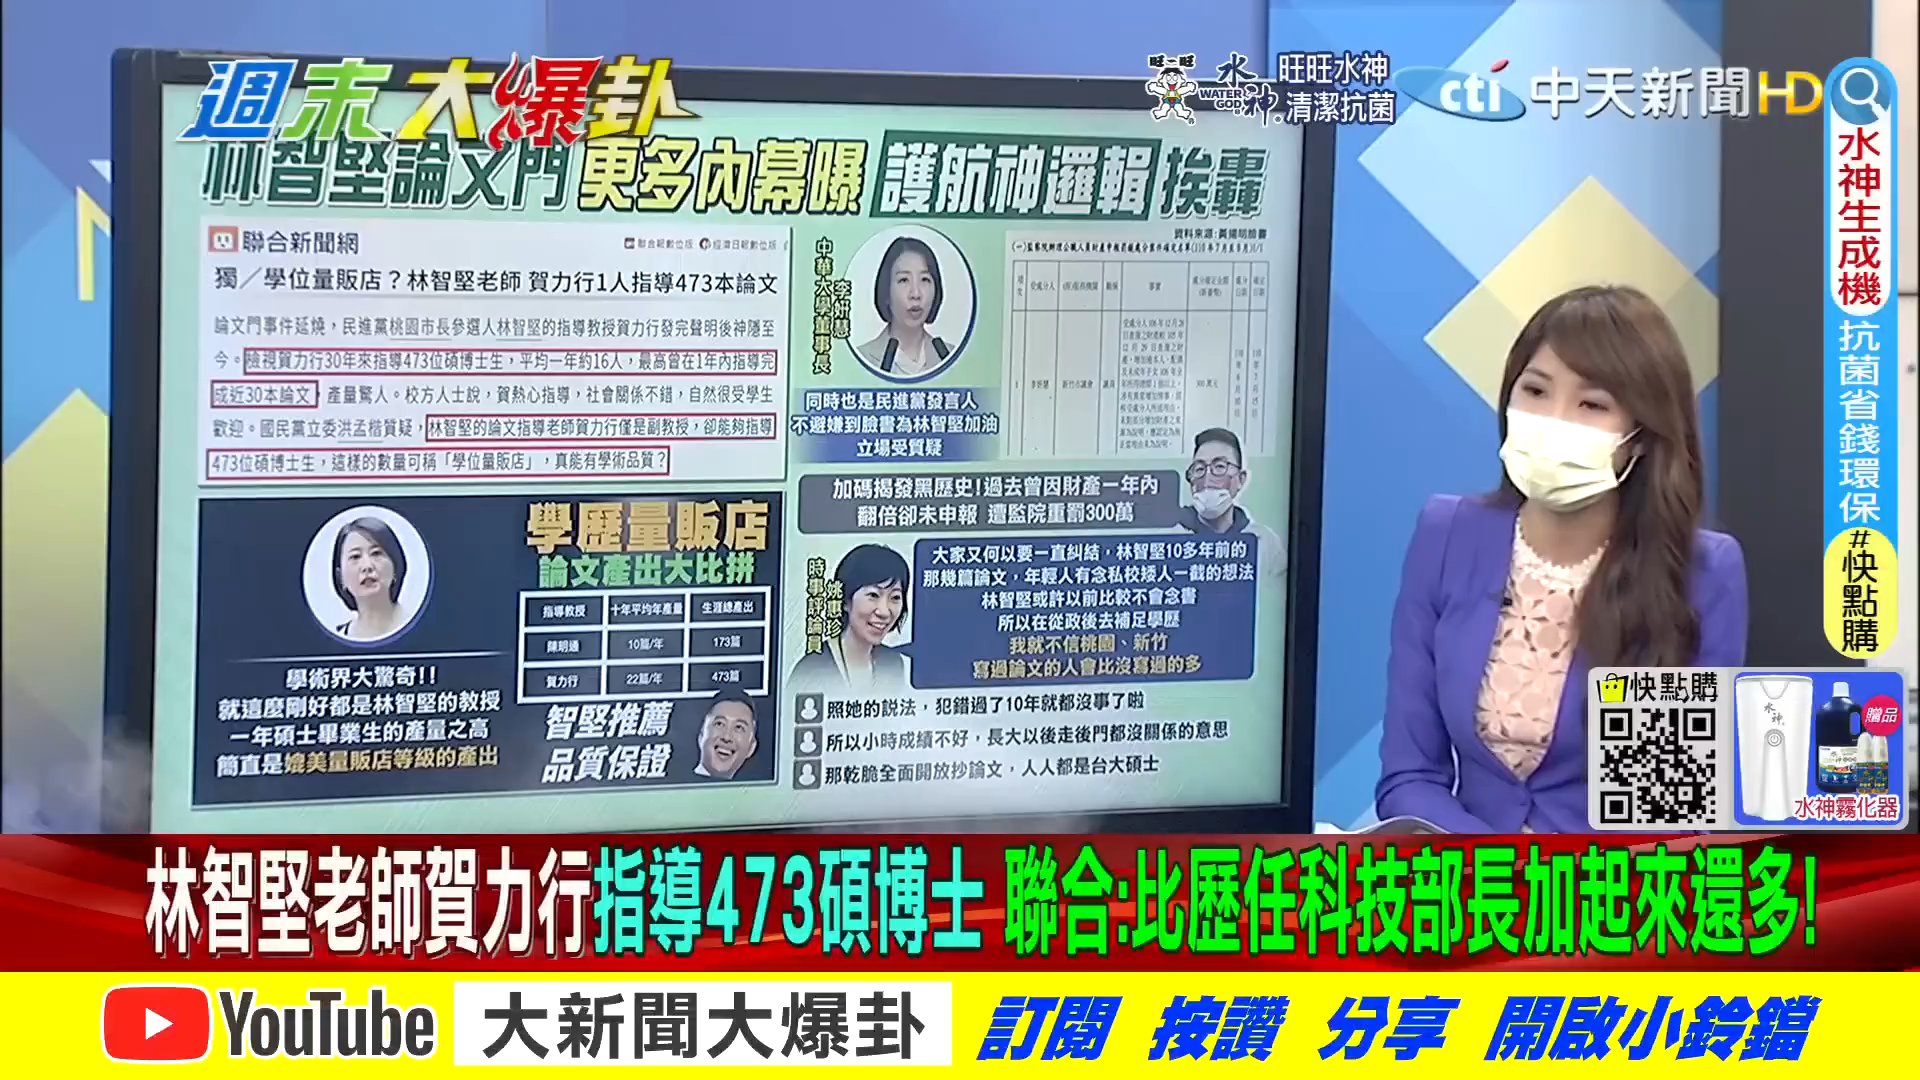 週末大爆卦
旺旺
水神
WATER GOD
旺旺水神
清潔抗菌
cti 中天新聞HD
林智堅論文門 更多內幕曝 護航神邏輯 挨轟
聯合新聞網
聯合報數位版 經濟日報數位版
獨／學位量販店？林智堅老師 賀力行1人指導473本論文
論文門事件延燒，民進黨桃園市長參選人林智堅的指導教授賀力行發完聲明後神隱至
今。檢視賀力行30年來指導473位碩博士生，平均一年約16人，最高曾在1年內指導完
成近30本論文，產量驚人。校方人士說，賀熱心指導，社會關係不錯，自然很受學生
歡迎。國民黨立委洪孟楷質疑，林智堅的論文指導老師賀力行僅是副教授，卻能夠指導
473位碩博士生，這樣的數量可稱「學位量販店」，真能有學術品質？
中華大學董事長
李妍慧
同時也是民進黨發言人
不避嫌到臉書為林智堅加油
立場受質疑
資料來源：黃揚明臉書
加碼揭發黑歷史！過去曾因財產一年內
翻倍卻未申報 遭監院重罰300萬
時事評論員
姚惠珍
大家又何以要一直糾結，林智堅10多年前的
那幾篇論文，年輕人有念私校矮人一截的想法
林智堅或許以前比較不會念書
所以在從政後去補足學歷
我就不信桃園、新竹
寫過論文的人會比沒寫過的多
照她的說法，犯錯過了10年就都沒事了啦
所以小時成績不好，長大以後走後門都沒關係的意思
那乾脆全面開放抄論文，人人都是台大碩士
學術界大驚奇!!
就這麼剛好都是林智堅的教授
一年碩士畢業生的產量之高
簡直是媲美量販店等級的產出
學歷量販店
論文產出大比拼
指導教授 十年平均年產量 生涯總產出
陳明通 10篇/年 173篇
賀力行 22篇/年 473篇
智堅推薦
品質保證
水神生成機
抗菌省錢環保
#快點購
快點購
水神
贈品
水神霧化器
林智堅老師賀力行指導473碩博士 聯合:比歷任科技部長加起來還多!
YouTube 大新聞大爆卦 訂閱 按讚 分享 開啟小鈴鐺